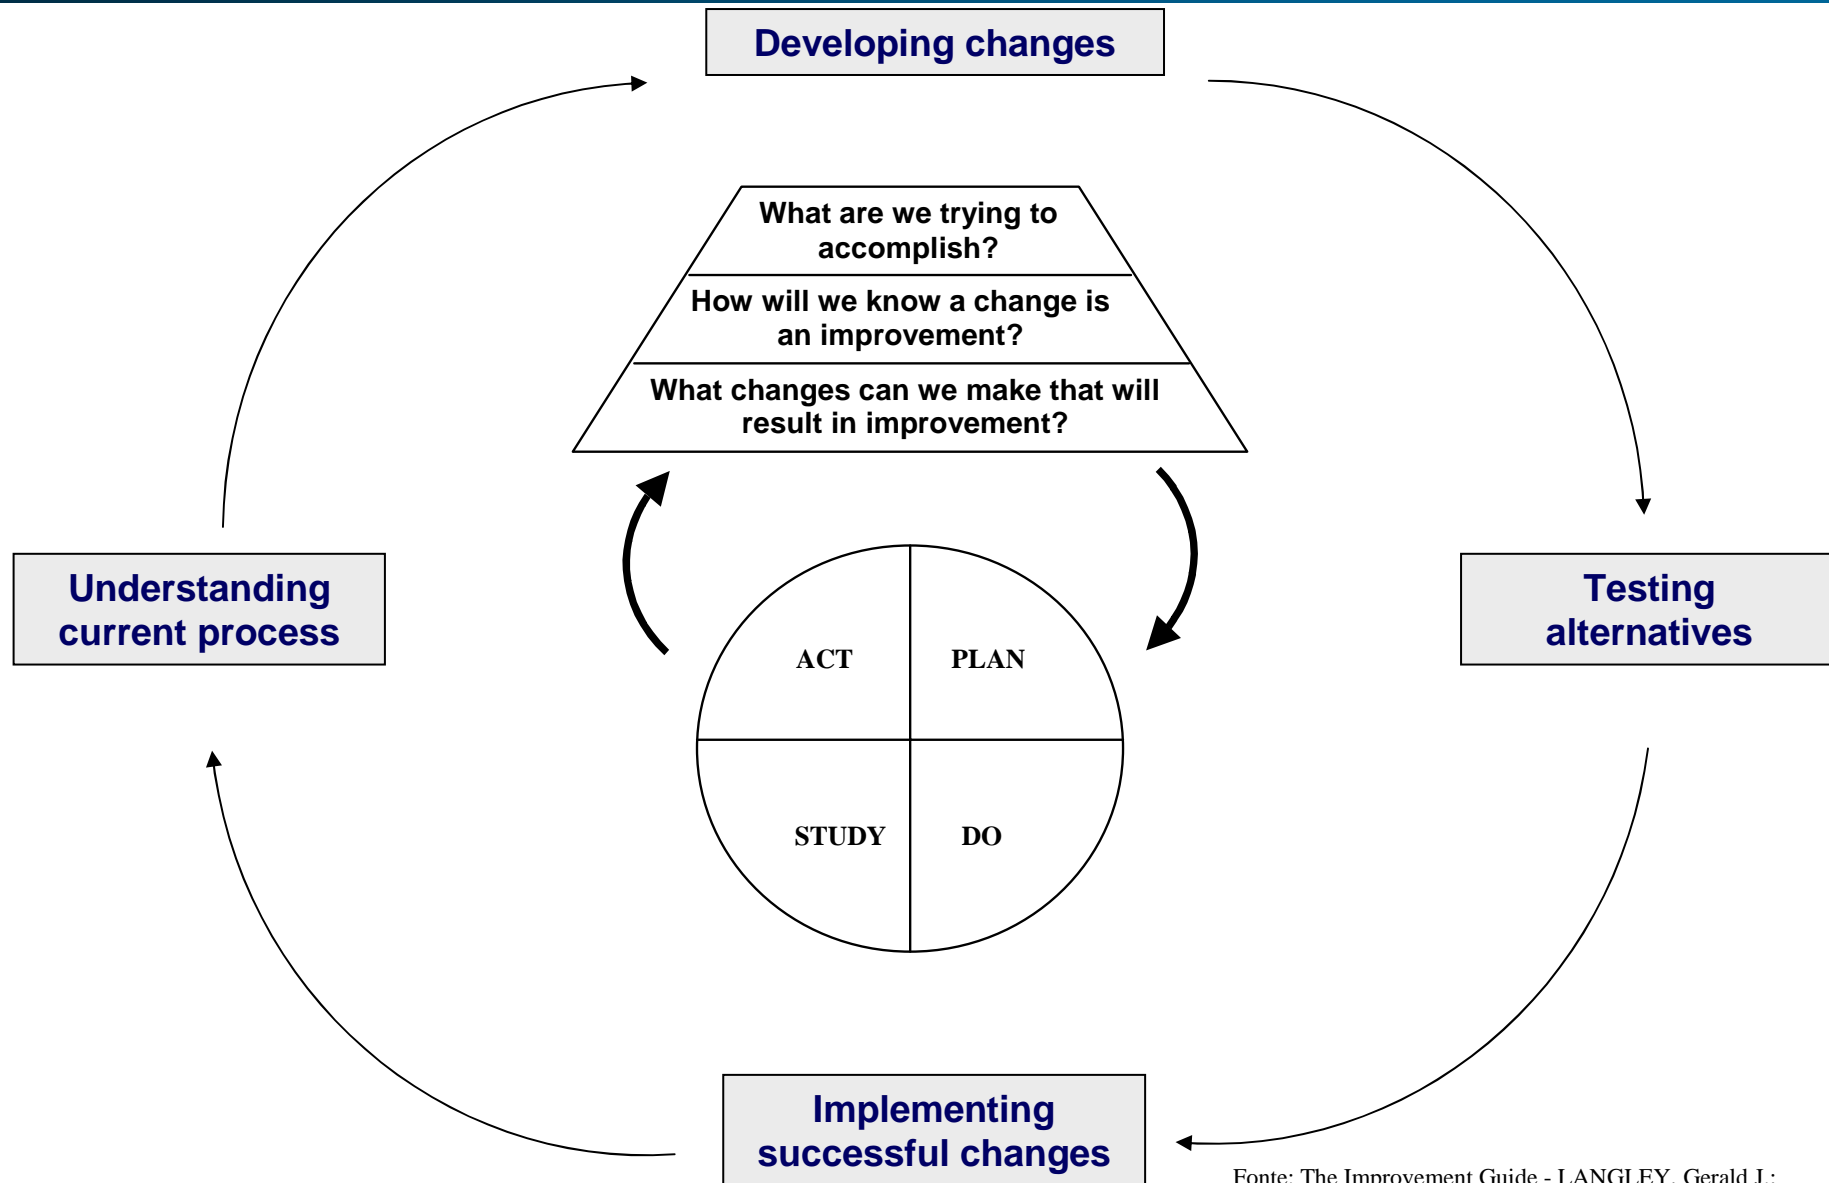 Developing changes
What are we trying to
accomplish?
How will we know a change is
an improvement?
What changes can we make that will
result in improvement?
Understanding
current process
Testing
alternatives
ACT
PLAN
STUDY
DO
Implementing
successful changes
Fonte: The Improvement Guide - LANGLEY, Gerald J.;